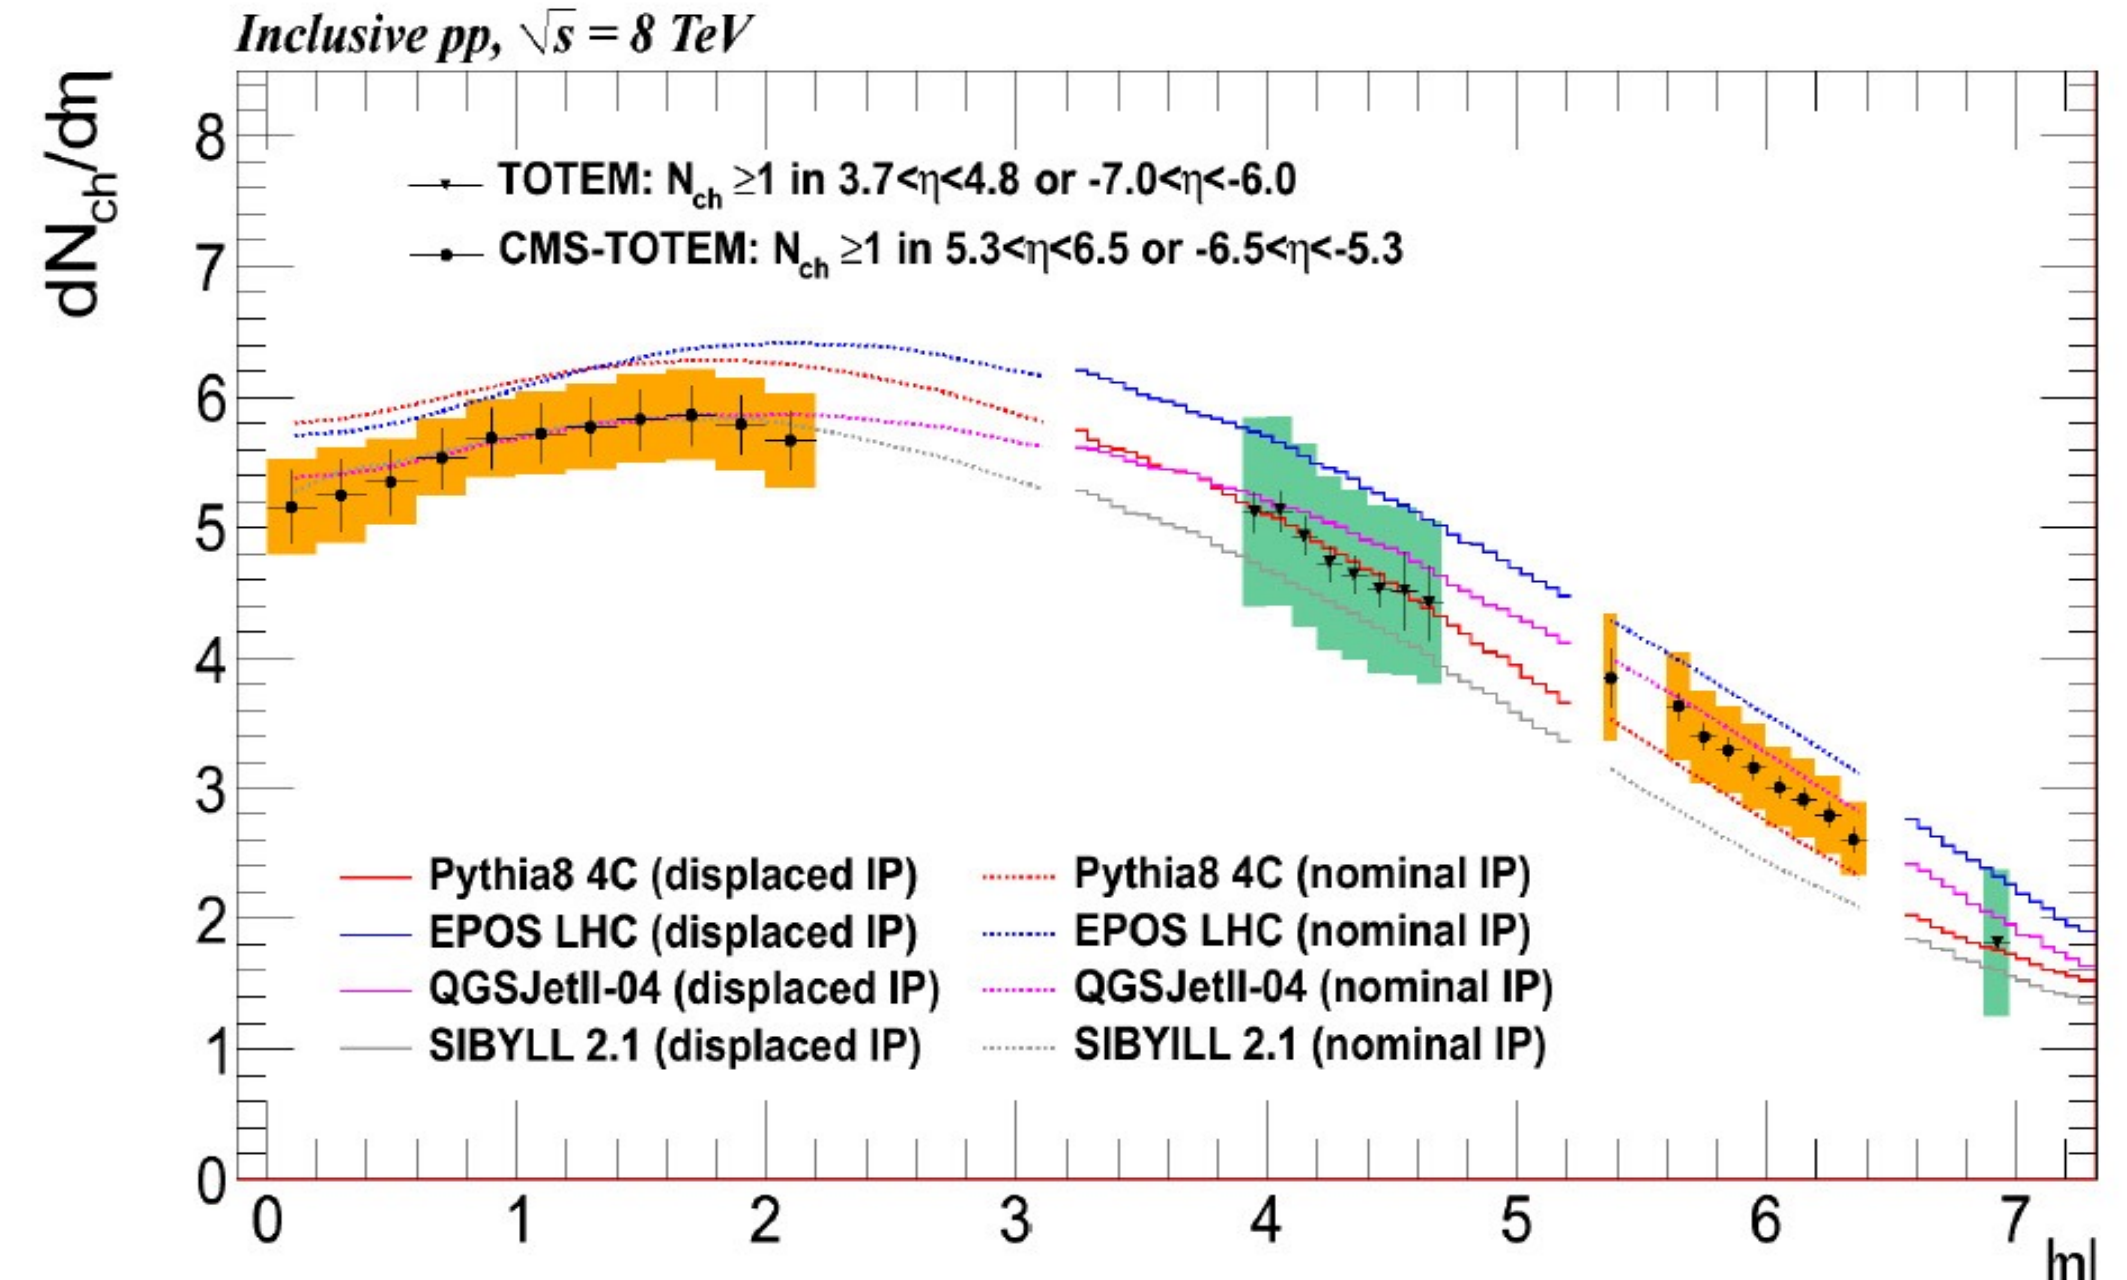 Inclusive pp, √s = 8 TeV
dN_ch/dη
8
7
6
5
4
3
2
1
0
TOTEM: N_ch ≥1 in 3.7<η<4.8 or -7.0<η<-6.0
CMS-TOTEM: N_ch ≥1 in 5.3<η<6.5 or -6.5<η<-5.3
Pythia8 4C (displaced IP)
EPOS LHC (displaced IP)
QGSJetII-04 (displaced IP)
SIBYLL 2.1 (displaced IP)
Pythia8 4C (nominal IP)
EPOS LHC (nominal IP)
QGSJetII-04 (nominal IP)
SIBYILL 2.1 (nominal IP)
0 1 2 3 4 5 6 7
|η|